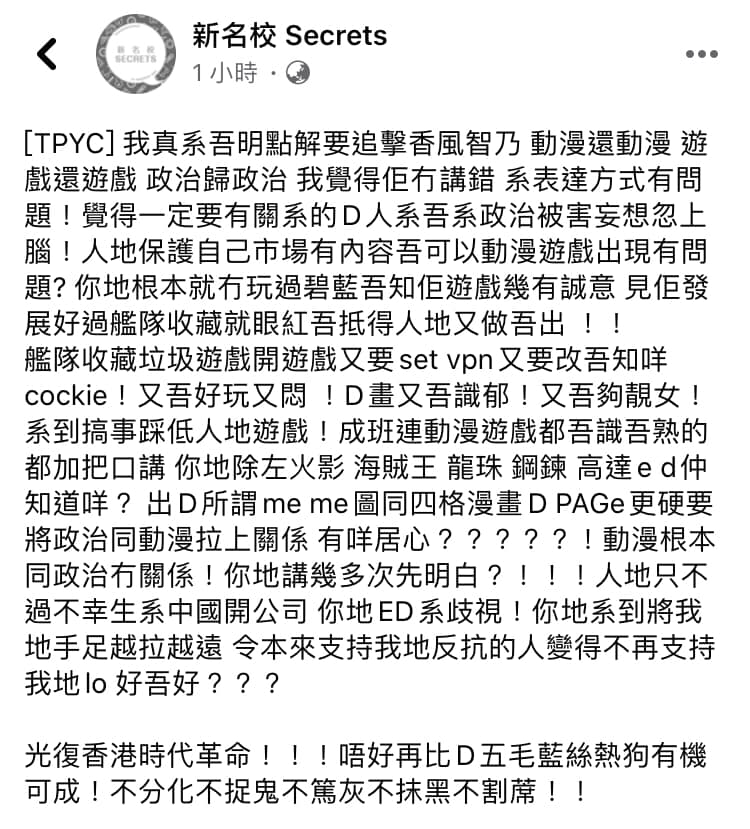 新名校 Secrets
新 名 校
SECRETS
1 小時 ·
[TPYC] 我真系吾明點解要追擊香風智乃 動漫還動漫 遊
戲還遊戲 政治歸政治 我覺得佢冇講錯 系表達方式有問
題！覺得一定要有關系的D人系吾系政治被害妄想忽上
腦！人地保護自己市場有內容吾可以動漫遊戲出現有問
題? 你地根本就冇玩過碧藍吾知佢遊戲幾有誠意 見佢發
展好過艦隊收藏就眼紅吾抵得人地又做吾出 ！！
艦隊收藏垃圾遊戲開遊戲又要set vpn又要改吾知咩
cockie！又吾好玩又悶 ！D畫又吾識郁！又吾夠靚女！
系到搞事踩低人地遊戲！成班連動漫遊戲都吾識吾熟的
都加把口講 你地除左火影 海賊王 龍珠 鋼鍊 高達e d仲
知道咩？ 出D所謂me me圖同四格漫畫D PAGe更硬要
將政治同動漫拉上關係 有咩居心？？？？？！動漫根本
同政治冇關係！你地講幾多次先明白？！！！人地只不
過不幸生系中國開公司 你地ED系歧視！你地系到將我
地手足越拉越遠 令本來支持我地反抗的人變得不再支持
我地lo 好吾好？？？
光復香港時代革命！！！唔好再比D五毛藍絲熱狗有機
可成！不分化不捉鬼不篤灰不抹黑不割蓆！！